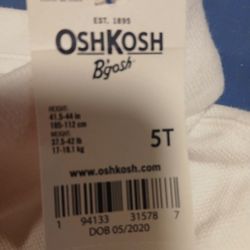 EST. 1895
OSHKOSH
B'gosh
HEIGHT:
41.5-44 in
105-112 cm
WEIGHT:
37.5-42 lb
17-19.1 kg
5T
www.oshkosh.com
1 94133 31578 7
DOB 05/2020